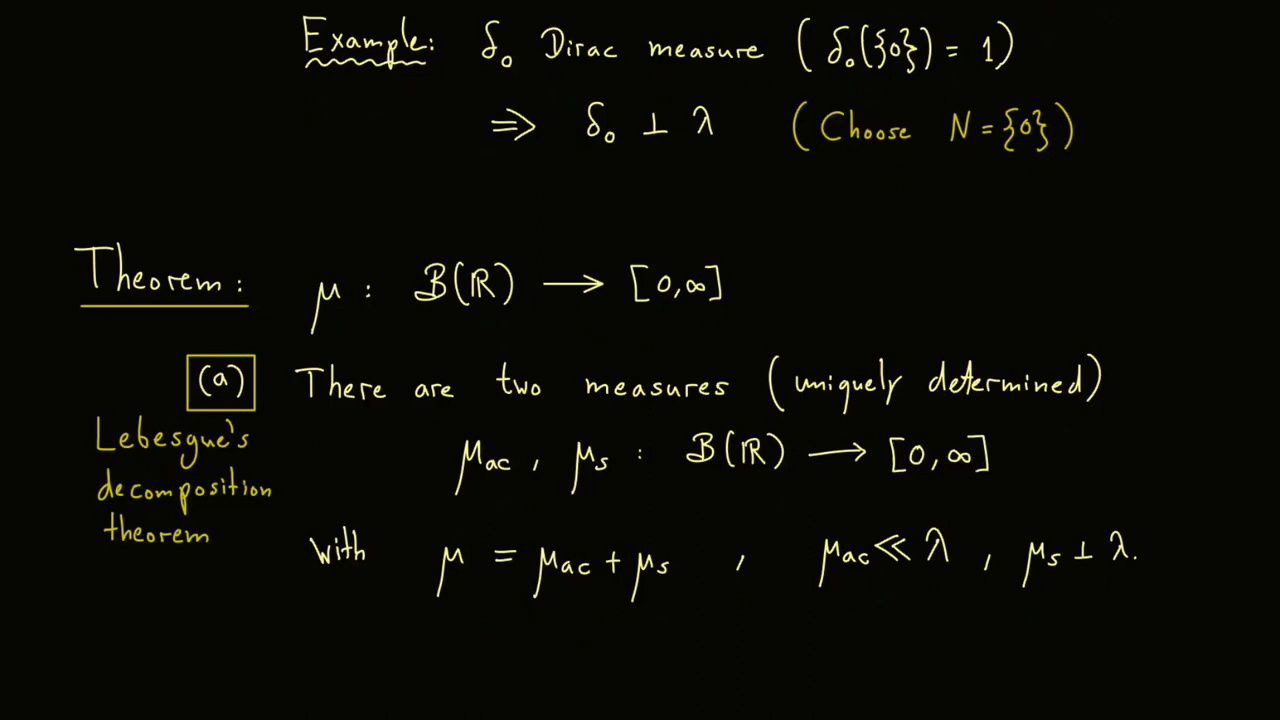 Example: δ₀ Dirac measure (δ₀({0}) = 1)
⇒ δ₀ ⊥ λ (Choose N = {0})
Theorem: μ : B(ℝ) ⟶ [0,∞]
(a) There are two measures (uniquely determined)
Lebesgue's
decomposition
theorem
μac , μs : B(ℝ) ⟶ [0,∞]
with μ = μac + μs , μac ≪ λ , μs ⊥ λ.